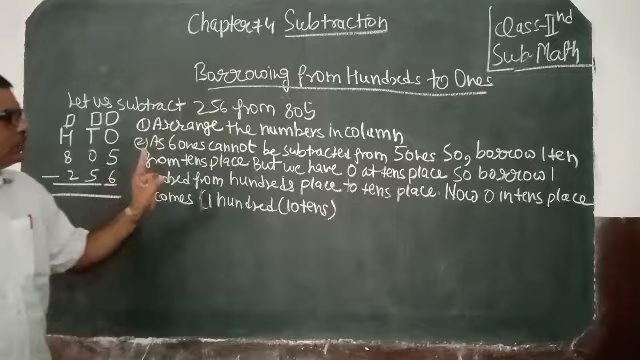 Chapter#4 Subtraction
Class-IInd
Sub-Math
Borrowing from Hundreds to Ones
Let us subtract 256 from 805
H T O
8 0 5
- 2 5 6
① Arrange the numbers in column
② As 6 ones cannot be subtracted from 5 ones So, borrow 1 ten
from tens place But we have 0 at tens place So borrow 1
from hundreds place to tens place. Now 0 in tens place
comes (1 hundred (10 tens)